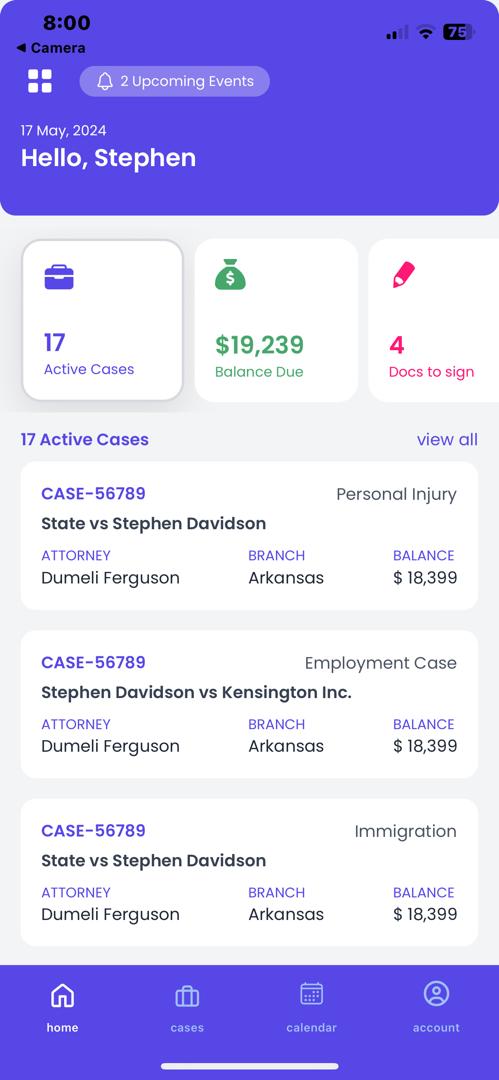 8:00
75
◀ Camera
2 Upcoming Events
17 May, 2024
Hello, Stephen
17
Active Cases
$19,239
Balance Due
4
Docs to sign
17 Active Cases view all
CASE-56789 Personal Injury
State vs Stephen Davidson
ATTORNEY BRANCH BALANCE
Dumeli Ferguson Arkansas $ 18,399
CASE-56789 Employment Case
Stephen Davidson vs Kensington Inc.
ATTORNEY BRANCH BALANCE
Dumeli Ferguson Arkansas $ 18,399
CASE-56789 Immigration
State vs Stephen Davidson
ATTORNEY BRANCH BALANCE
Dumeli Ferguson Arkansas $ 18,399
home cases calendar account